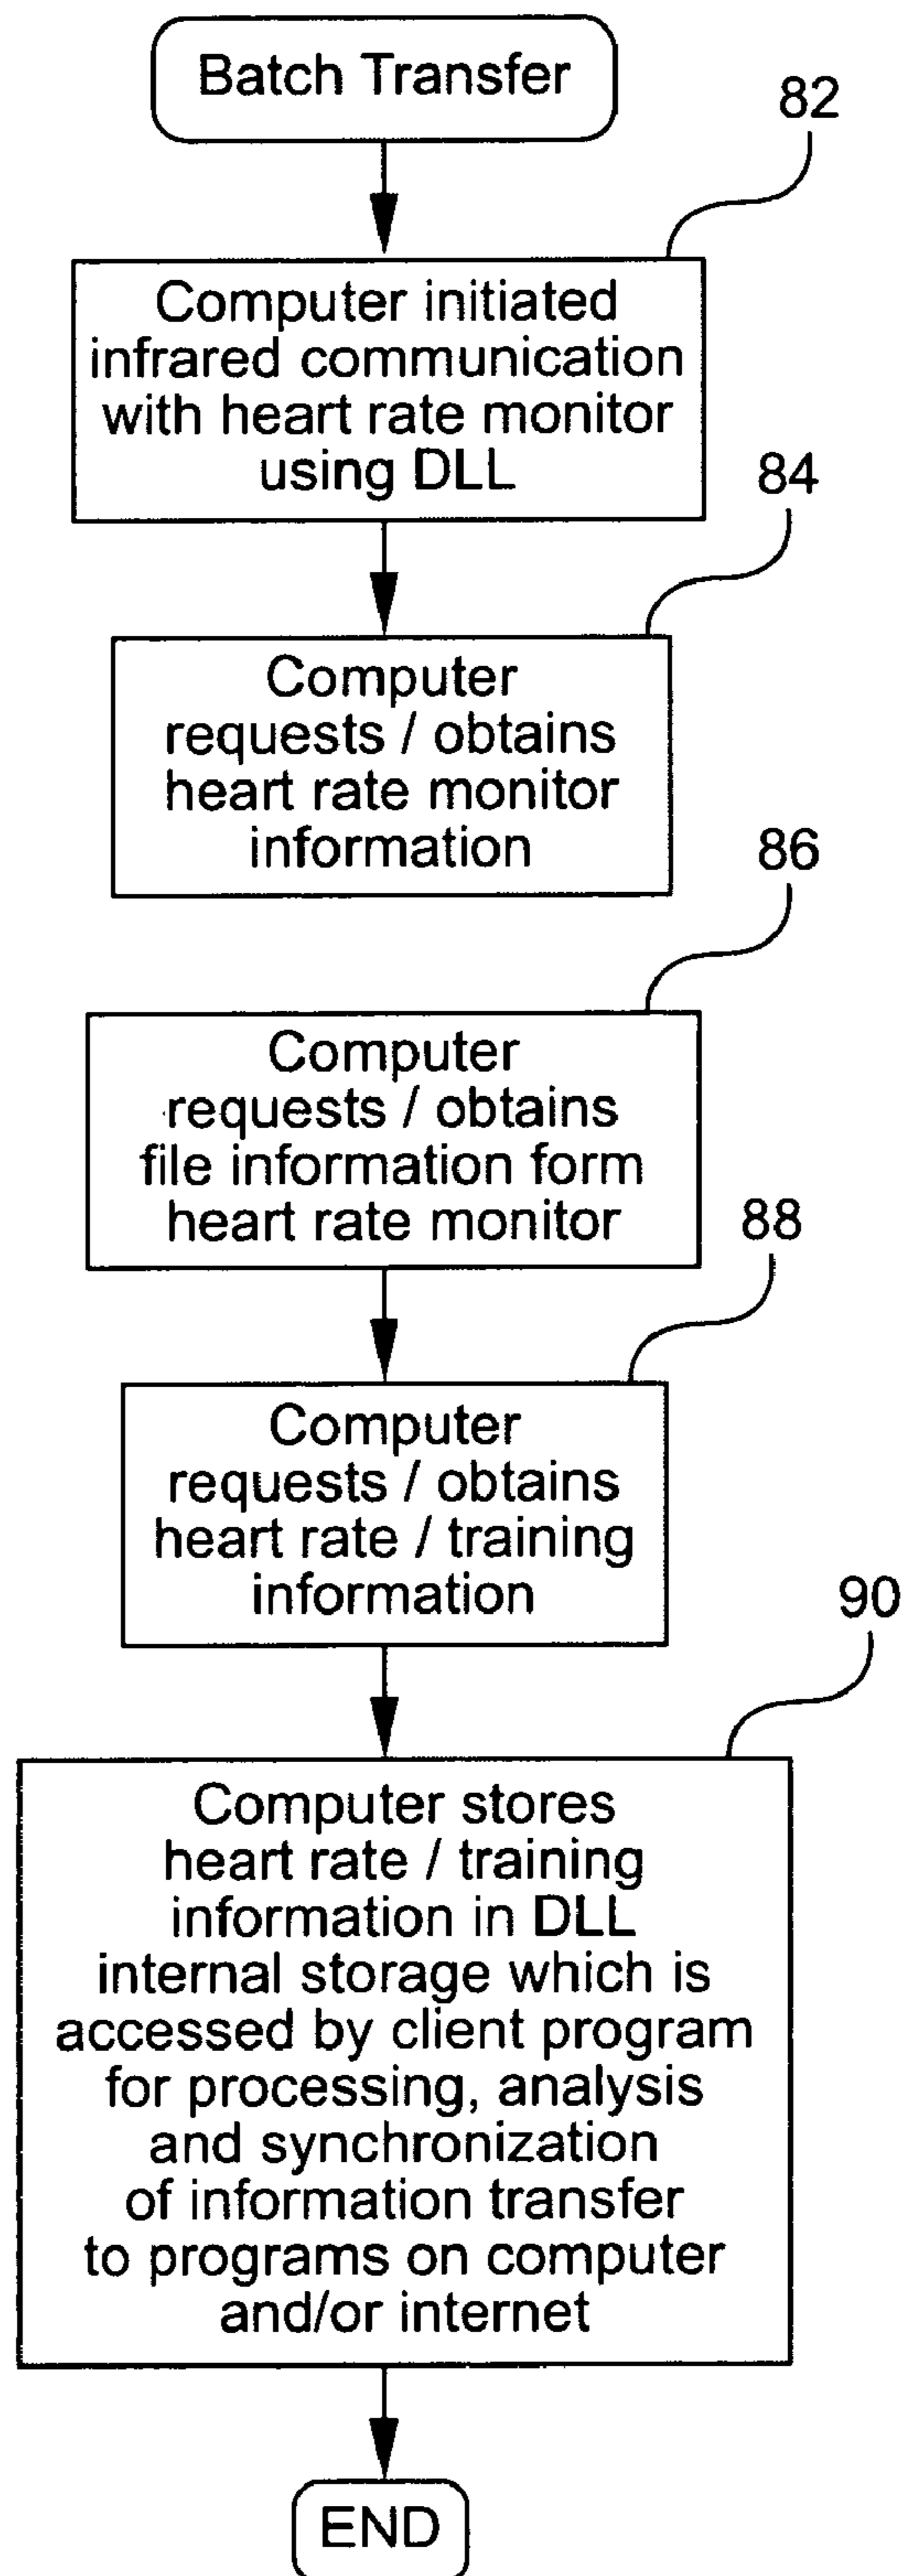 Batch Transfer
82
Computer initiated
infrared communication
with heart rate monitor
using DLL
84
Computer
requests / obtains
heart rate monitor
information
86
Computer
requests / obtains
file information form
heart rate monitor
88
Computer
requests / obtains
heart rate / training
information
90
Computer stores
heart rate / training
information in DLL
internal storage which is
accessed by client program
for processing, analysis
and synchronization
of information transfer
to programs on computer
and/or internet
END